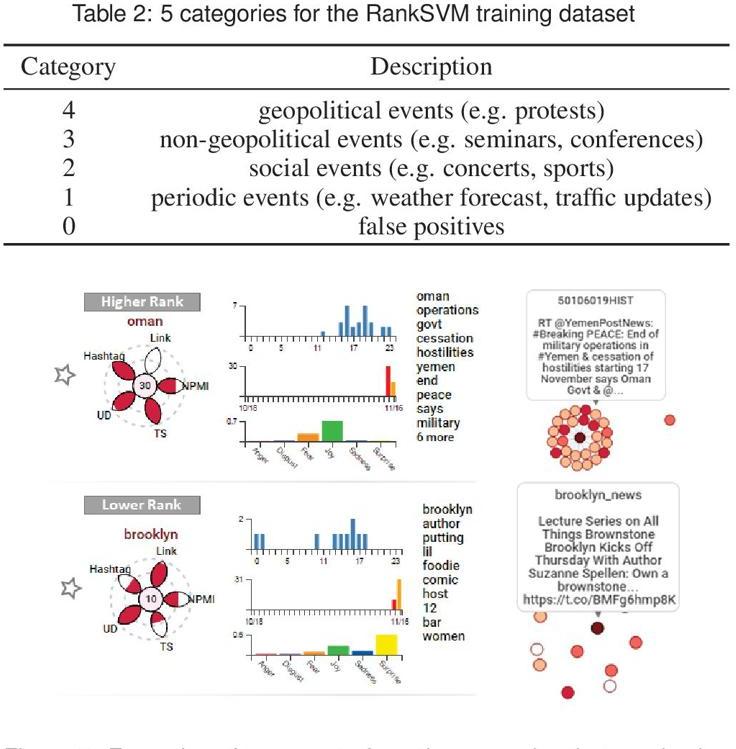 Table 2: 5 categories for the RankSVM training dataset
Category Description
4 geopolitical events (e.g. protests)
3 non-geopolitical events (e.g. seminars, conferences)
2 social events (e.g. concerts, sports)
1 periodic events (e.g. weather forecast, traffic updates)
0 false positives
Higher Rank
oman
Link
Hashtag
30
NPMI
UD
TS
7
0 5 11 17 23
30
10/18 11/16
0.7
Anger Disgust Fear Joy Sadness Surprise
oman
operations
govt
cessation
hostilities
yemen
end
peace
says
military
6 more
50106019HIST
RT @YemenPostNews:
#Breaking PEACE: End of
military operations in
#Yemen & cessation of
hostilities starting 17
November says Oman
Govt & @...
Lower Rank
brooklyn
Link
Hashtag
10
NPMI
UD
TS
2
0 5 11 17 23
31
10/18 11/16
Anger Disgust Fear Joy Sadness Surprise
brooklyn
author
putting
lil
foodie
comic
host
12
bar
women
brooklyn_news
Lecture Series on All
Things Brownstone
Brooklyn Kicks Off
Thursday With Author
Suzanne Spellen: Own a
brownstone...
https://t.co/BMFg6hmp8K